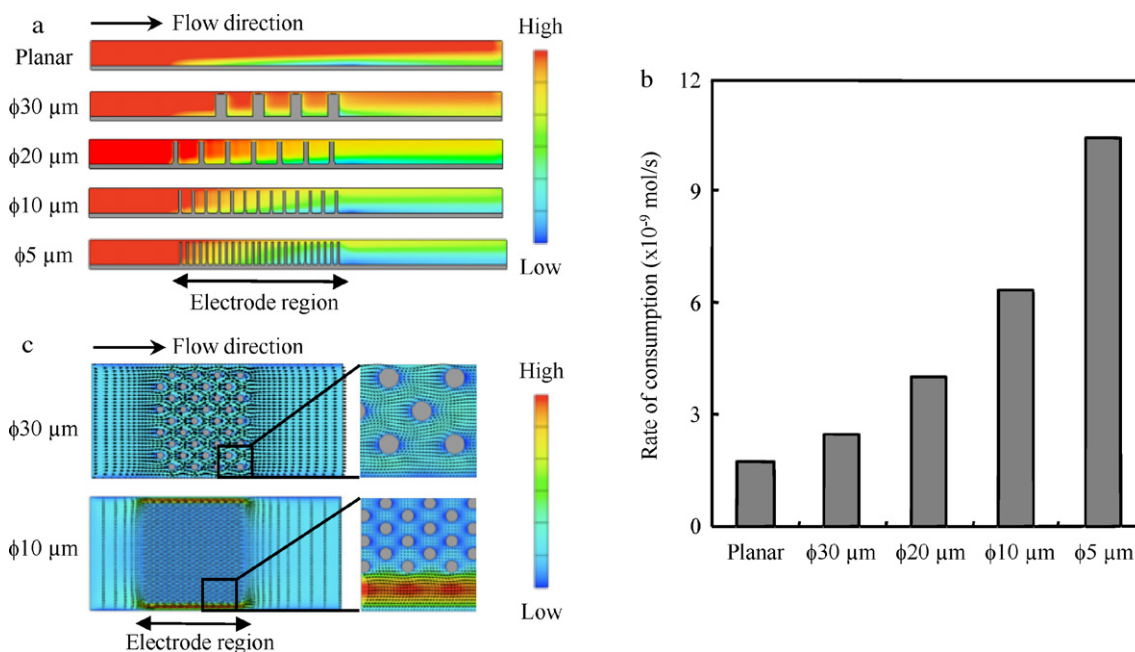 a
Flow direction
High
Planar
ϕ30 µm
ϕ20 µm
ϕ10 µm
ϕ5 µm
Low
Electrode region
b
12
9
6
3
0
Rate of consumption (x10⁻⁹ mol/s)
Planar ϕ30 µm ϕ20 µm ϕ10 µm ϕ5 µm
c
Flow direction
High
ϕ30 µm
ϕ10 µm
Low
Electrode region